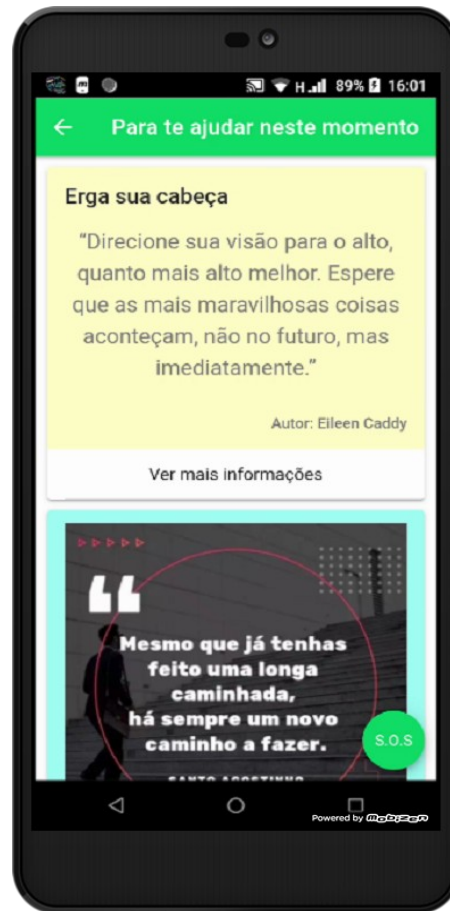 H 89% 16:01
Para te ajudar neste momento
Erga sua cabeça
“Direcione sua visão para o alto,
quanto mais alto melhor. Espere
que as mais maravilhosas coisas
aconteçam, não no futuro, mas
imediatamente.”
Autor: Eileen Caddy
Ver mais informações
Mesmo que já tenhas
feito uma longa
caminhada,
há sempre um novo
caminho a fazer.
S.O.S
SANTO AGOSTINHO
Powered by Mobizen